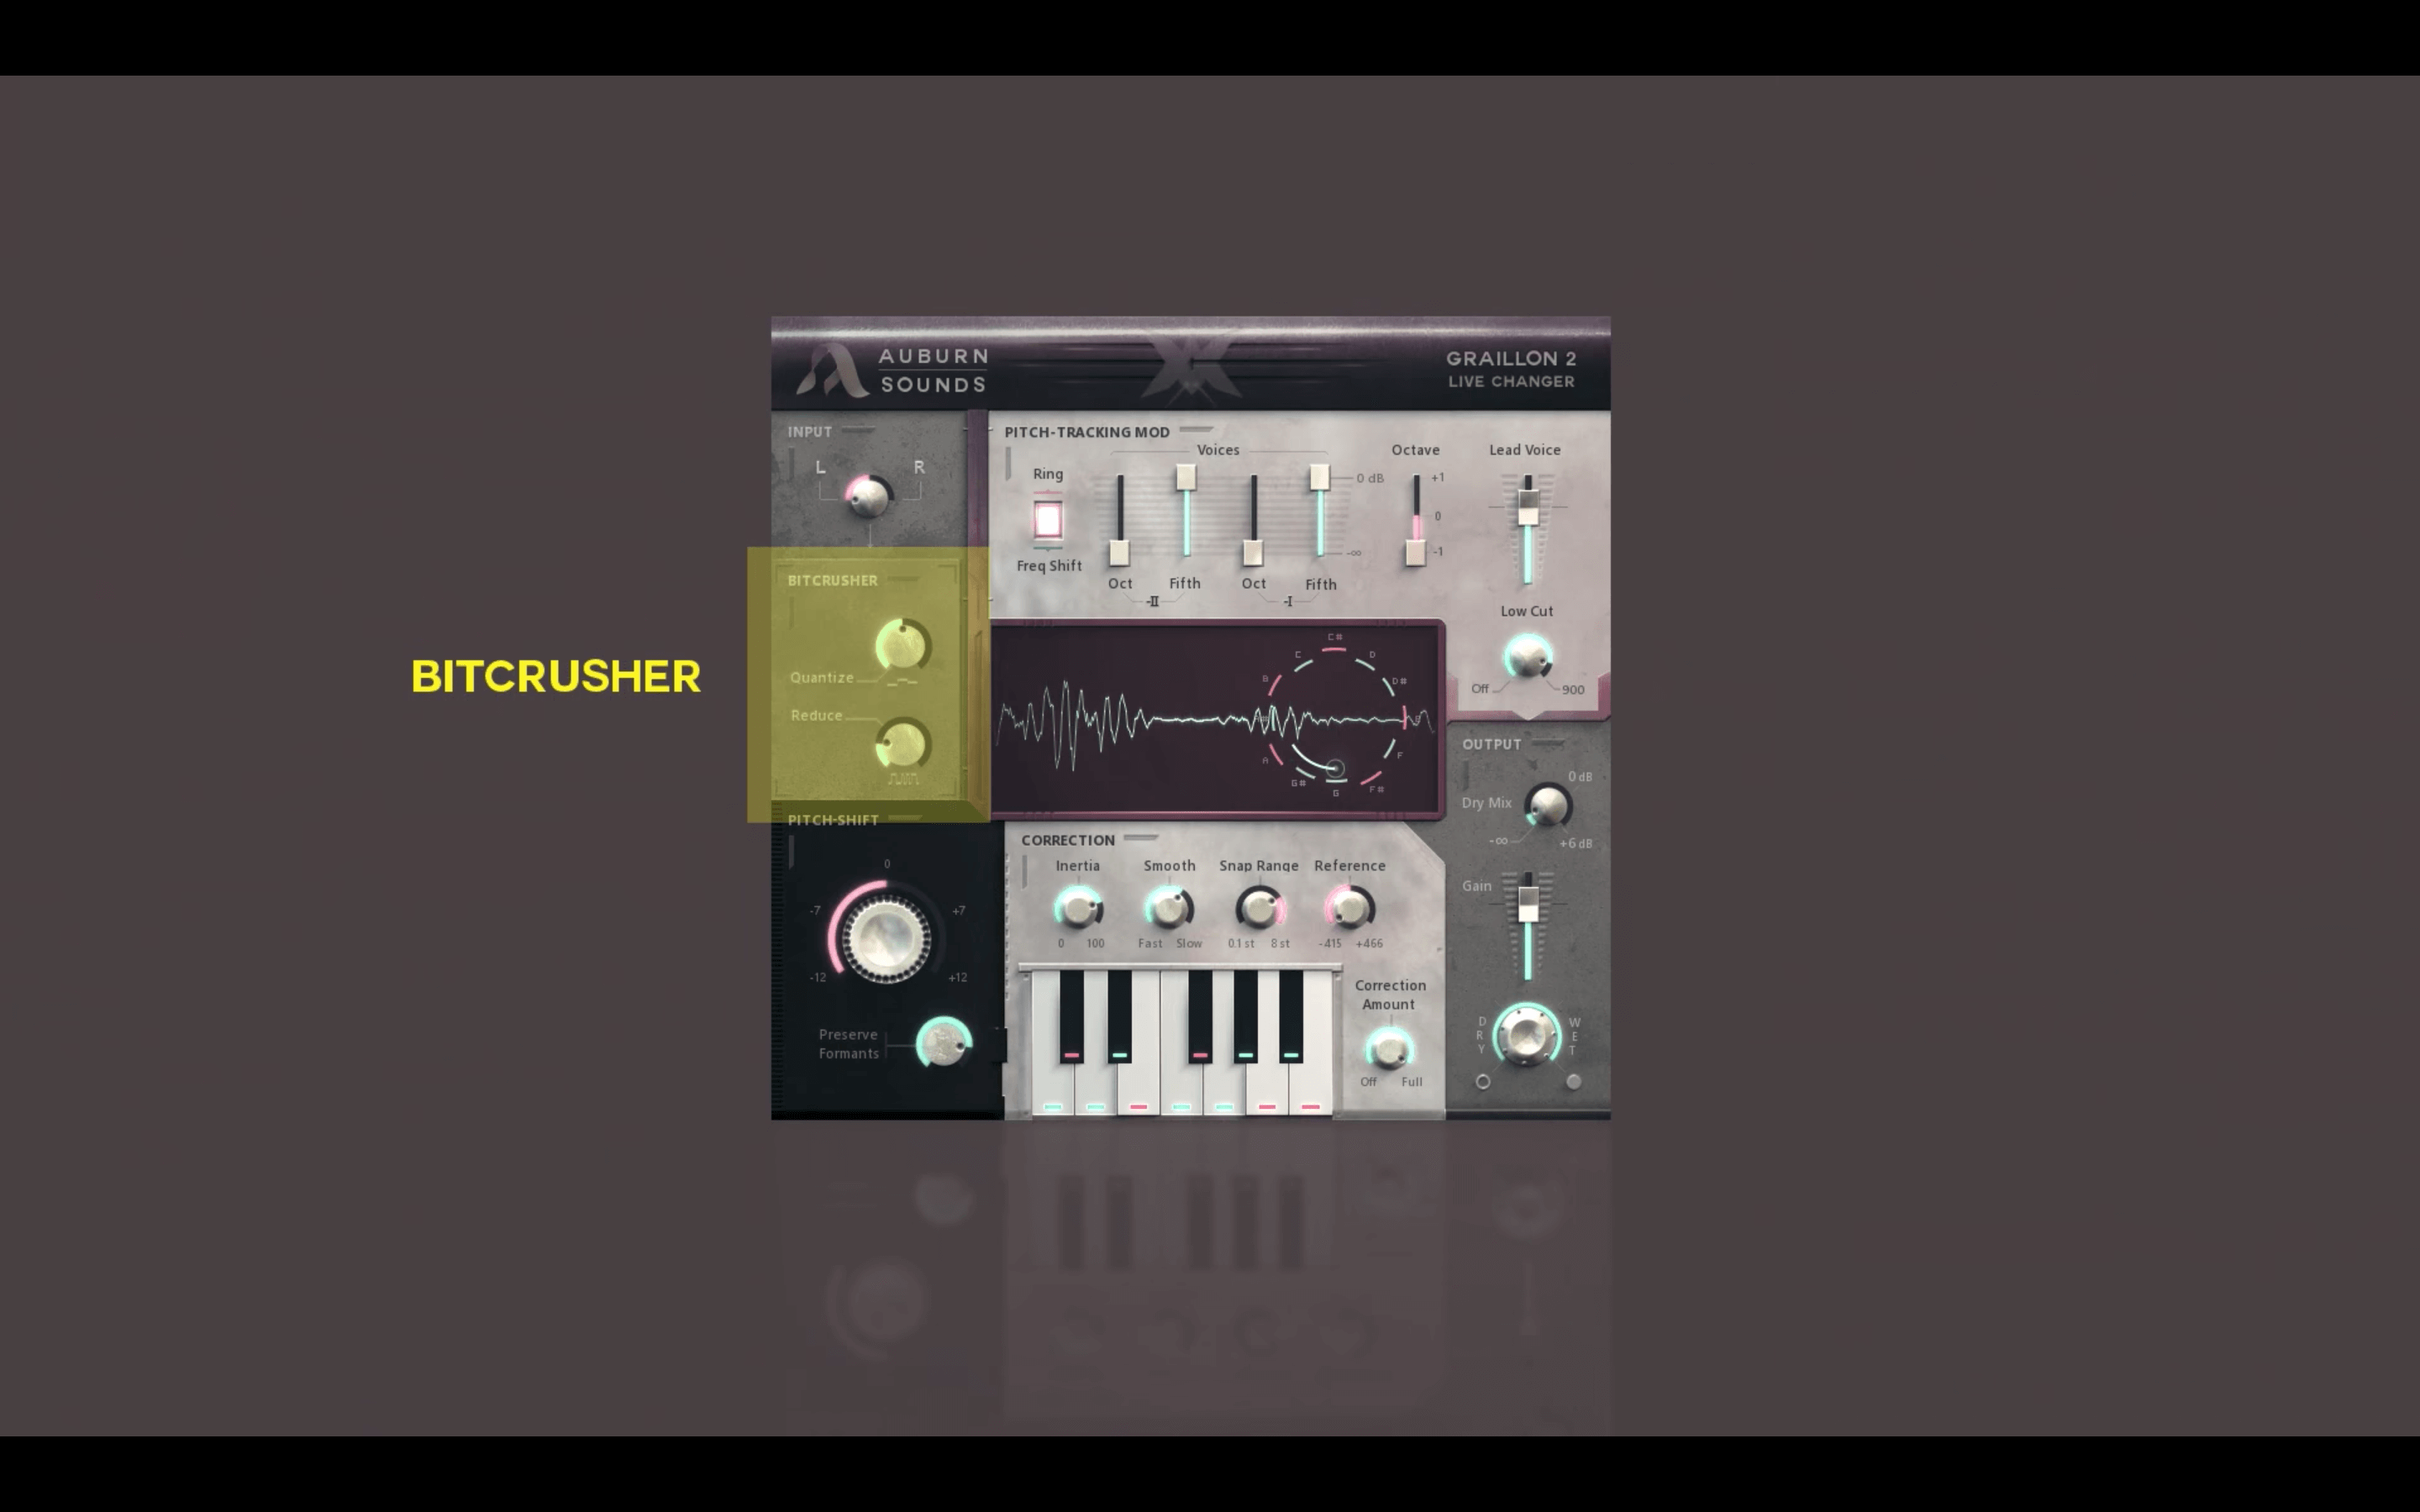 AUBURN
SOUNDS
GRAILLON 2
LIVE CHANGER
INPUT
L R
BITCRUSHER
Quantize
Reduce
BITCRUSHER
PITCH-TRACKING MOD
Ring
Freq Shift
Voices
0 dB
-∞
Oct Fifth Oct Fifth
-II -I
Octave
+1
0
-1
Lead Voice
Low Cut
Off 900
C#
C D
B D#
E
A F
G# F#
G
PITCH-SHIFT
0
-7 +7
-12 +12
Preserve
Formants
CORRECTION
Inertia Smooth Snap Range Reference
0 100 Fast Slow 0.1 st 8 st -415 +466
Correction
Amount
Off Full
OUTPUT
0 dB
Dry Mix
-∞ +6 dB
Gain
DRY WET